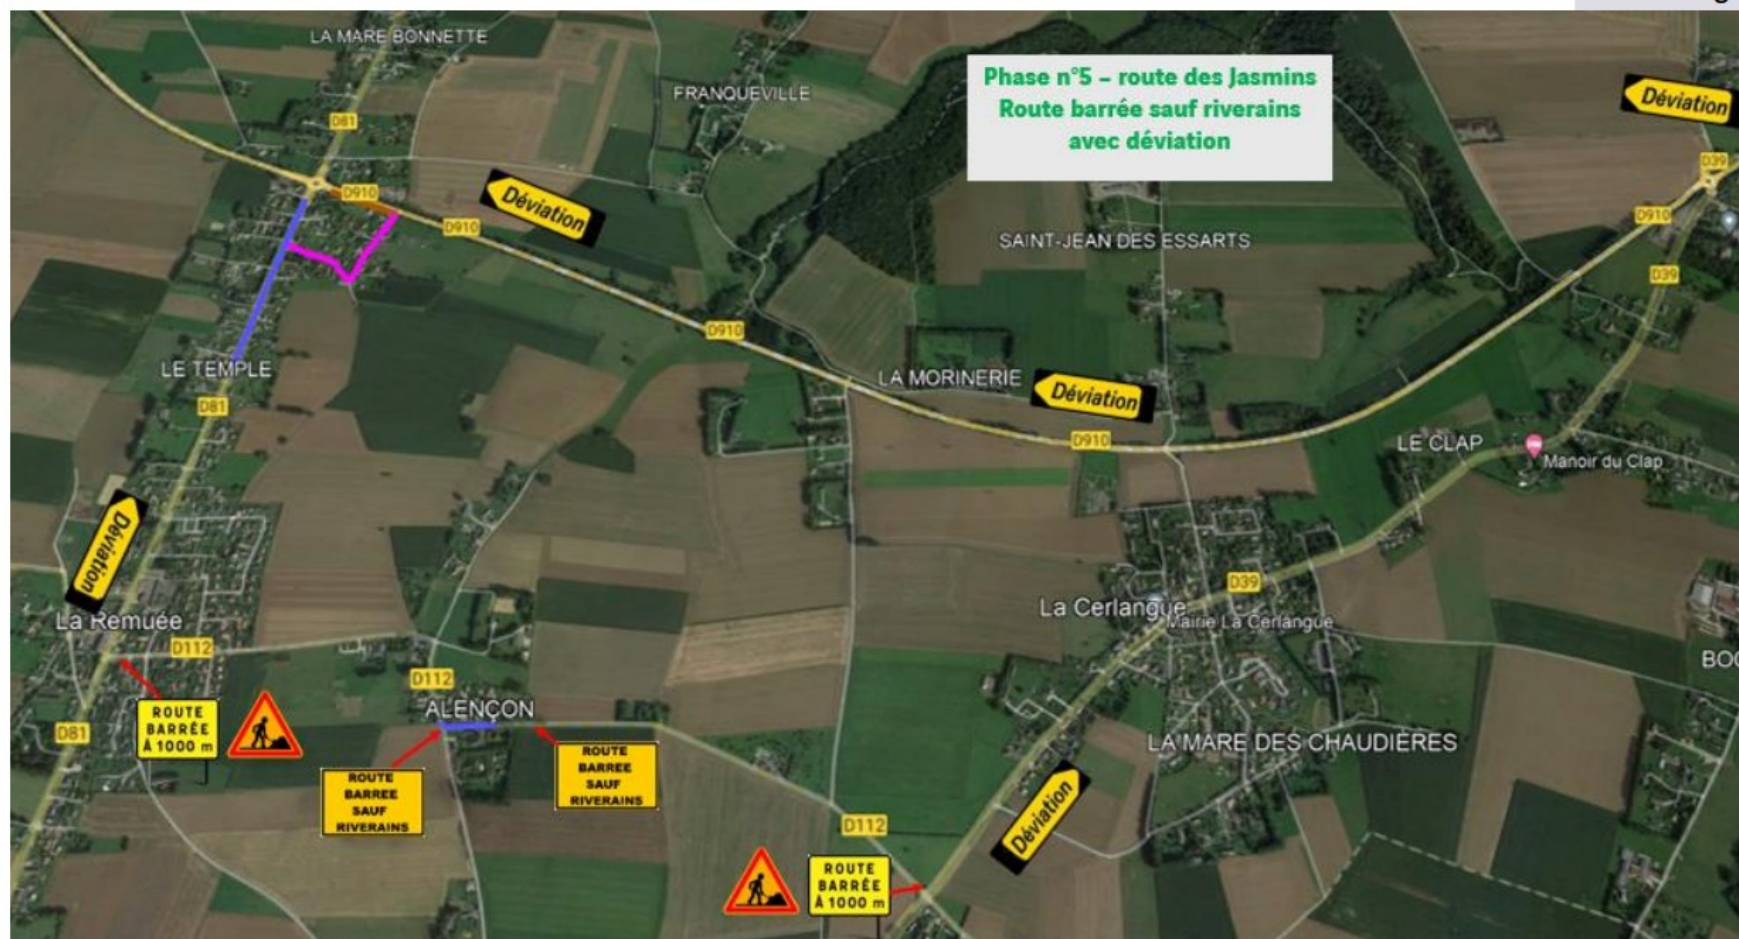 LA MARE BONNETTE
Phase n°5 – route des Jasmins
Route barrée sauf riverains
avec déviation
Déviation
FRANQUEVILLE
D81
D39
D910
Déviation
D910
D910
SAINT-JEAN DES ESSARTS
D39
D910
LE TEMPLE
LA MORINERIE
Déviation
D81
D910
LE CLAP
Manoir du Clap
Déviation
La Remuée
D39
La Cerlangue
Mairie La Cerlangue
D112
BOC
D112
ALENÇON
ROUTE
BARRÉE
À 1000 m
D81
LA MARE DES CHAUDIÈRES
ROUTE
BARREE
SAUF
RIVERAINS
ROUTE
BARREE
SAUF
RIVERAINS
Déviation
D112
ROUTE
BARRÉE
À 1000 m